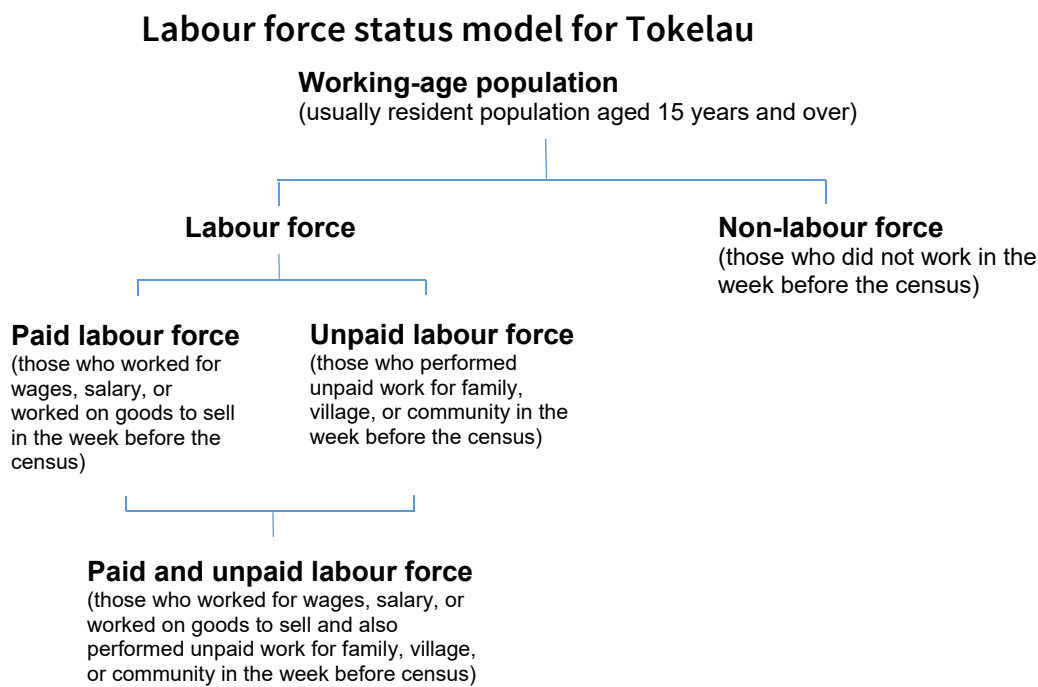 Labour force status model for Tokelau
Working-age population
(usually resident population aged 15 years and over)
Labour force
Non-labour force
(those who did not work in the
week before the census)
Paid labour force
(those who worked for
wages, salary, or
worked on goods to sell
in the week before the
census)
Unpaid labour force
(those who performed
unpaid work for family,
village, or community in the
week before the census)
Paid and unpaid labour force
(those who worked for wages, salary, or
worked on goods to sell and also
performed unpaid work for family, village,
or community in the week before census)